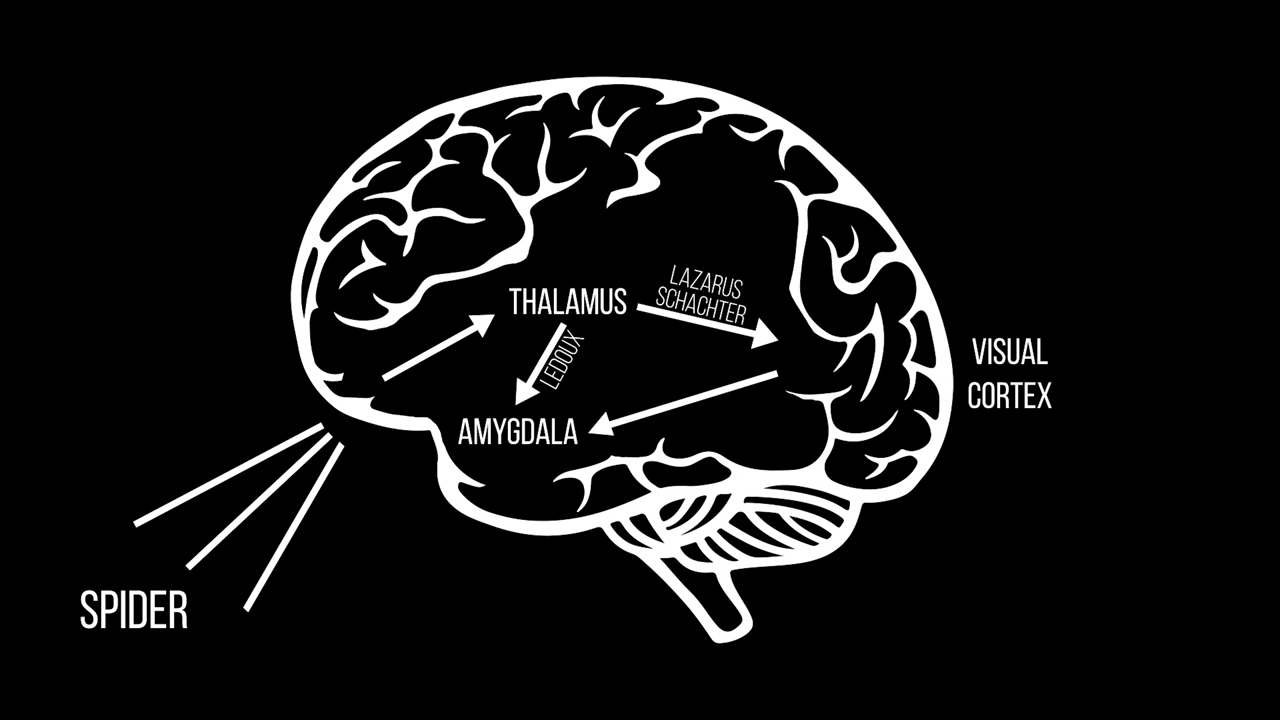 LAZARUS
SCHACHTER
THALAMUS
LEDOUX
VISUAL
CORTEX
AMYGDALA
SPIDER